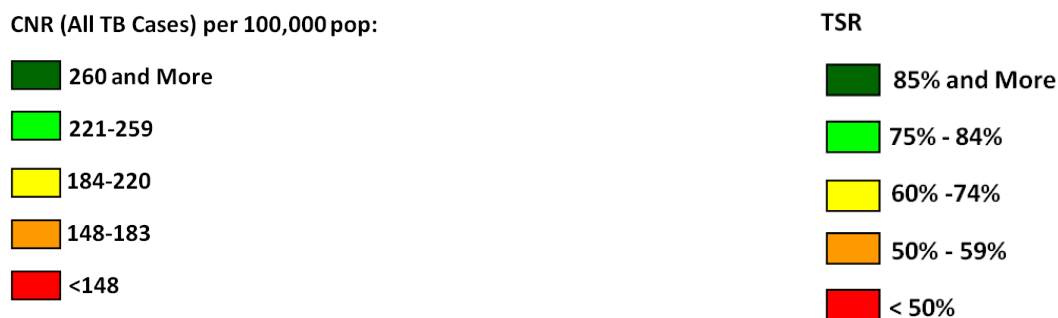 CNR (All TB Cases) per 100,000 pop:
260 and More
221-259
184-220
148-183
<148
TSR
85% and More
75% - 84%
60% -74%
50% - 59%
< 50%